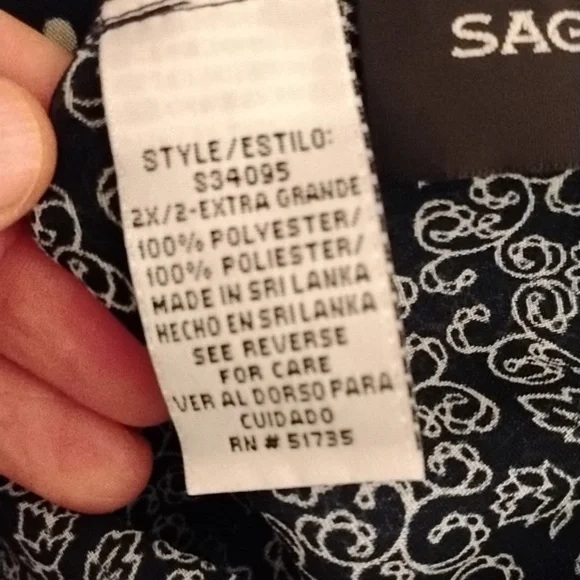 SAG
STYLE/ESTILO:
S34095
2X/2-EXTRA GRANDE
100% POLYESTER/
100% POLIESTER/
MADE IN SRI LANKA
HECHO EN SRI LANKA
SEE REVERSE
FOR CARE
VER AL DORSO PARA
CUIDADO
RN # 51735